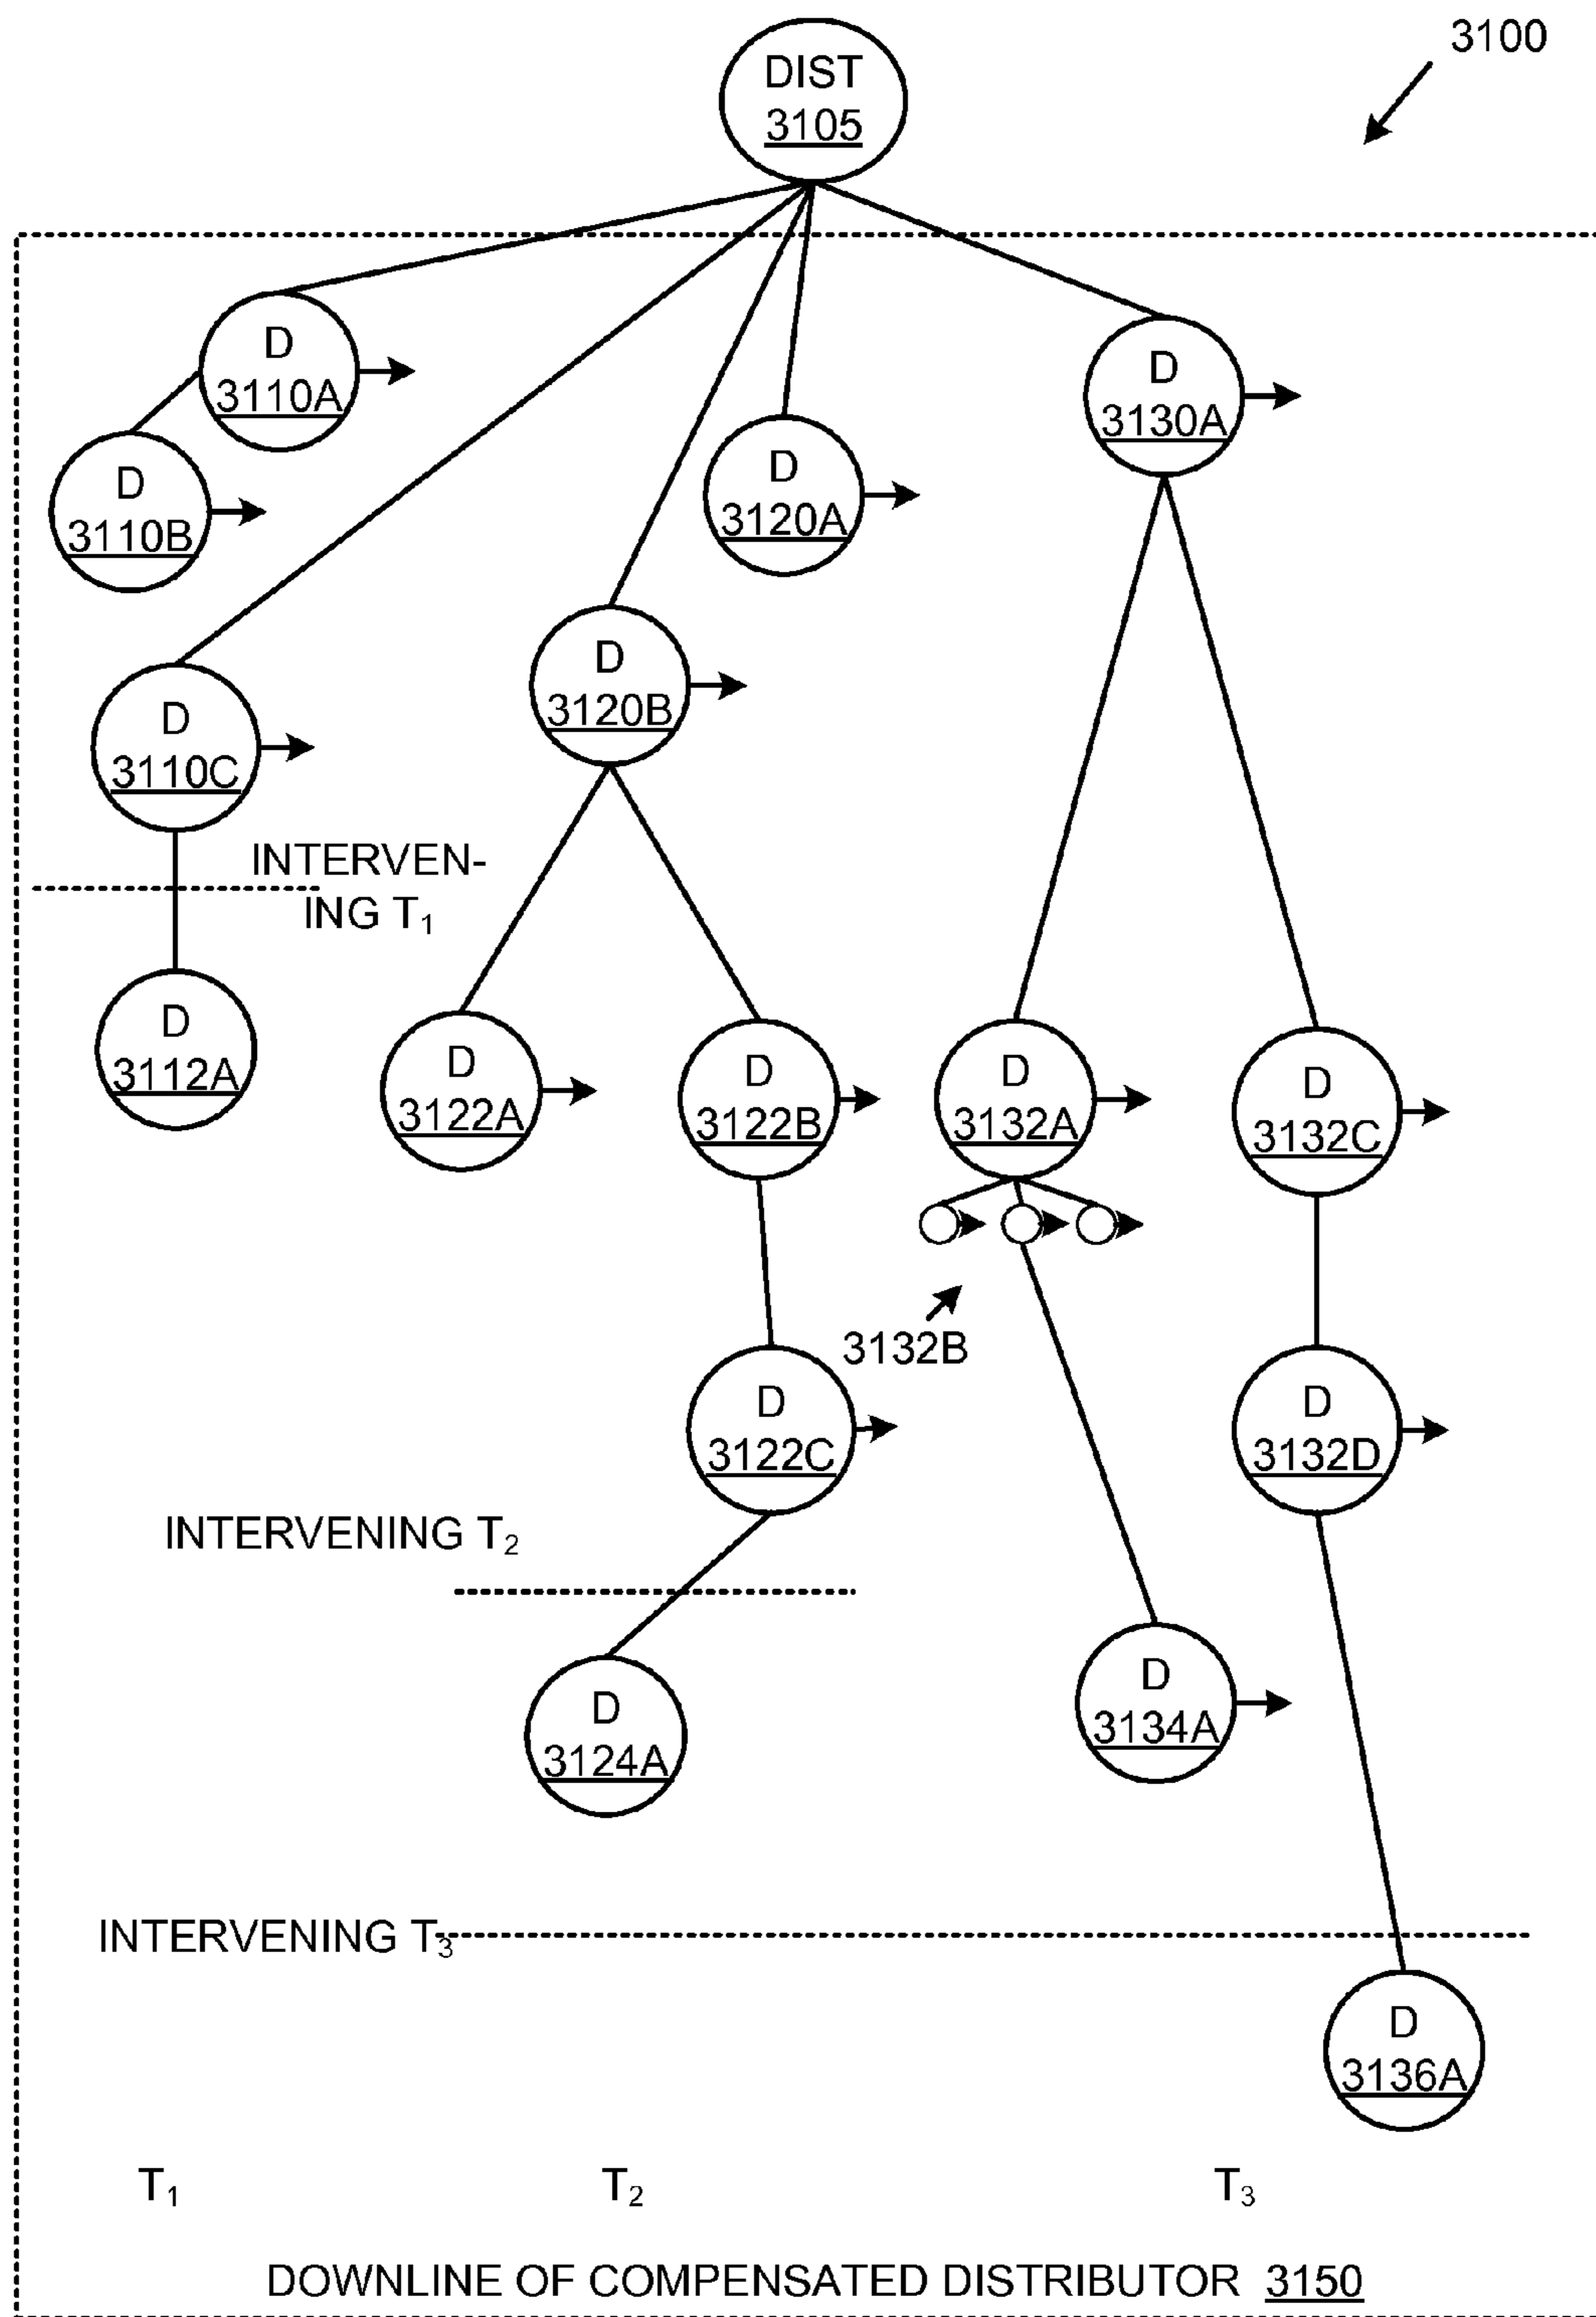 3100
DIST
3105
D
3110A
D
3130A
D
3110B
D
3120A
D
3120B
D
3110C
INTERVEN-
ING T1
D
3112A
D
3122A
D
3122B
D
3132A
D
3132C
3132B
D
3122C
D
3132D
INTERVENING T2
D
3124A
D
3134A
INTERVENING T3
D
3136A
T1
T2
T3
DOWNLINE OF COMPENSATED DISTRIBUTOR 3150